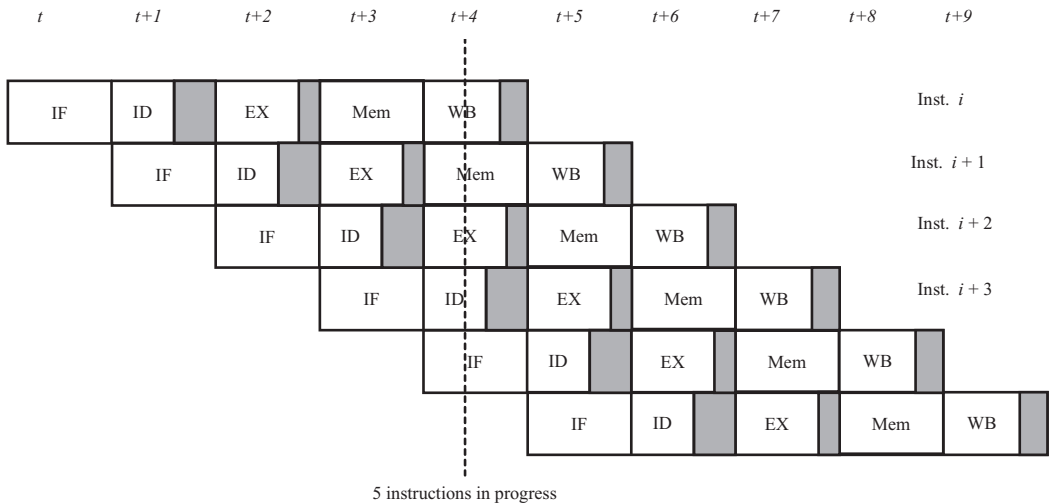 t t+1 t+2 t+3 t+4 t+5 t+6 t+7 t+8 t+9
IF ID EX Mem WB Inst. i
IF ID EX Mem WB Inst. i + 1
IF ID EX Mem WB Inst. i + 2
IF ID EX Mem WB Inst. i + 3
IF ID EX Mem WB
IF ID EX Mem WB
5 instructions in progress